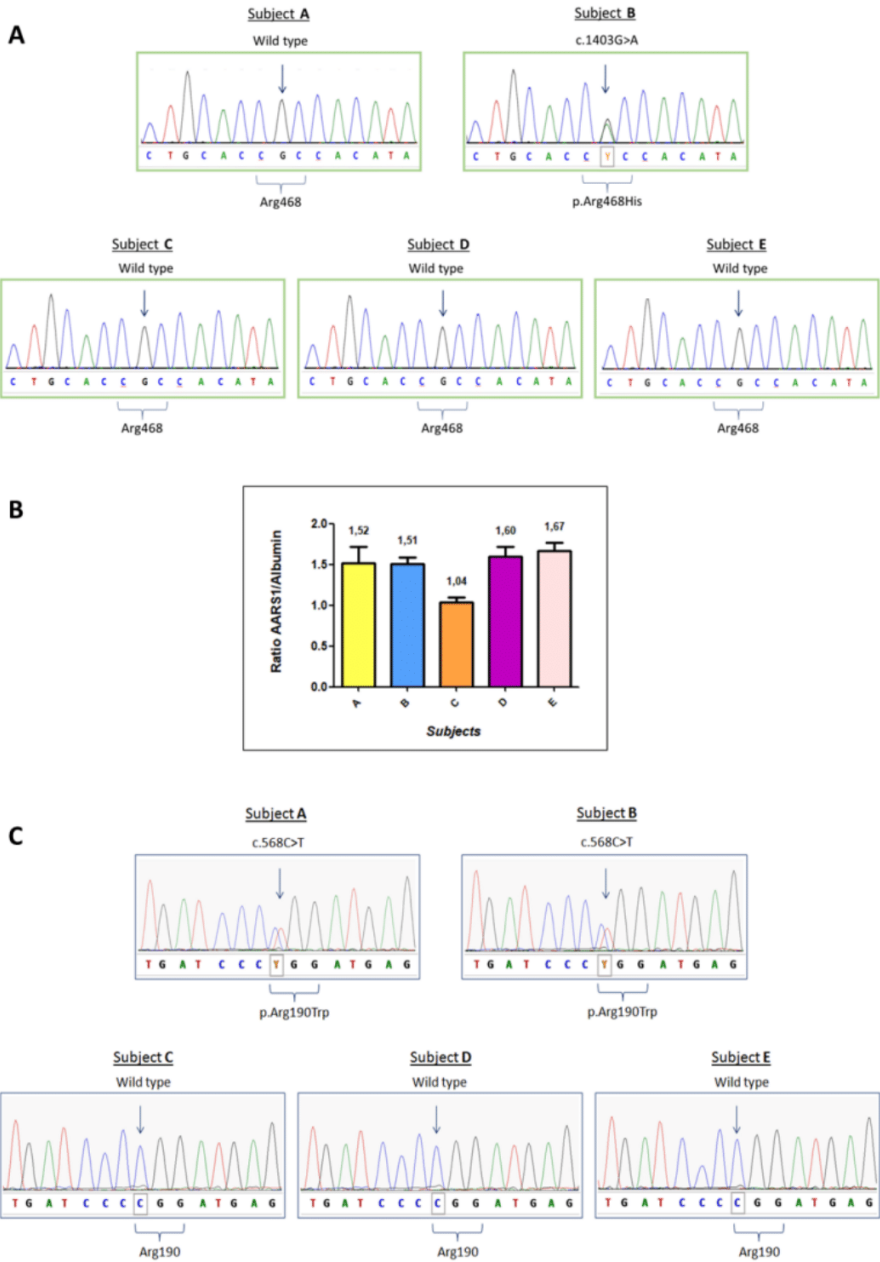 A
Subject A
Wild type
C T G C A C C G C C A C A T A
Arg468
Subject B
c.1403G>A
C T G C A C C Y C C A C A T A
p.Arg468His
Subject C
Wild type
C T G C A C C G C C A C A T A
Arg468
Subject D
Wild type
C T G C A C C G C C A C A T A
Arg468
Subject E
Wild type
C T G C A C C G C C A C A T A
Arg468
B
Ratio AARS1/Albumin
2.0
1.5
1.0
0.5
0.0
1,52
1,51
1,04
1,60
1,67
A
B
C
D
E
Subjects
C
Subject A
c.568C>T
T G A T C C C Y G G A T G A G
p.Arg190Trp
Subject B
c.568C>T
T G A T C C C Y G G A T G A G
p.Arg190Trp
Subject C
Wild type
T G A T C C C C G G A T G A G
Arg190
Subject D
Wild type
T G A T C C C C G G A T G A G
Arg190
Subject E
Wild type
T G A T C C C C G G A T G A G
Arg190